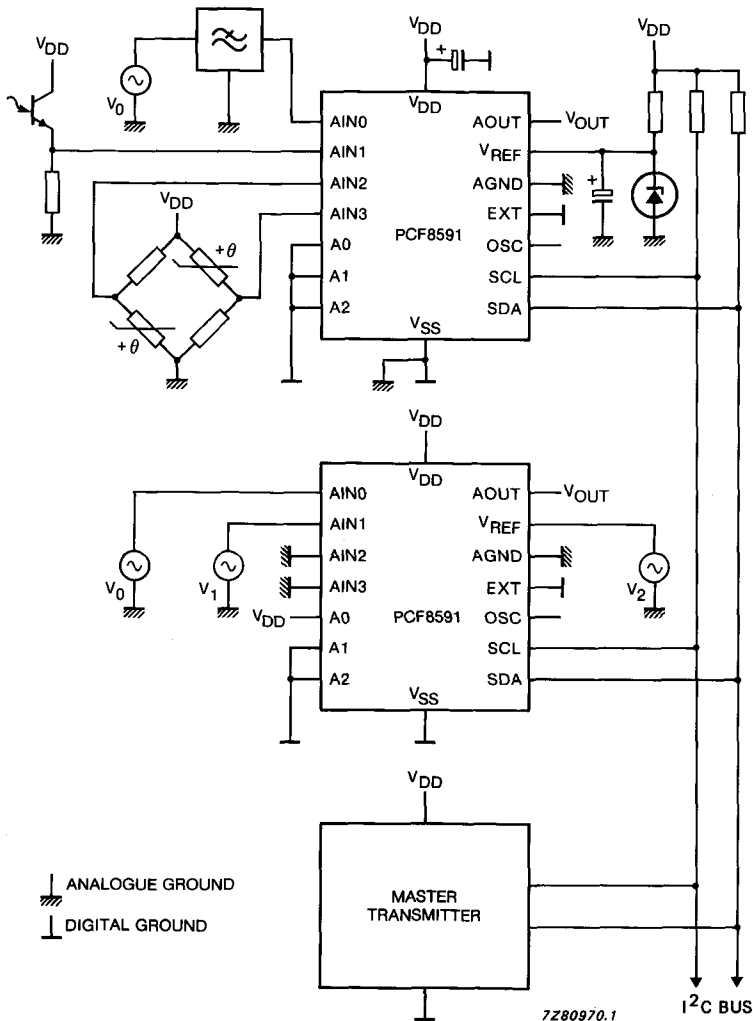 VDD
V0
AIN0
AIN1
AIN2
AIN3
A0
A1
A2
VDD
VDD
VSS
PCF8591
AOUT
VREF
AGND
EXT
OSC
SCL
SDA
+
VOUT
+
VDD
VDD
+θ
+θ
VDD
VDD
AIN0
AIN1
AIN2
AIN3
A0
A1
A2
VSS
PCF8591
AOUT
VREF
AGND
EXT
OSC
SCL
SDA
VOUT
V0
V1
VDD
V2
VDD
MASTER
TRANSMITTER
ANALOGUE GROUND
DIGITAL GROUND
7Z80970.1
I²C BUS